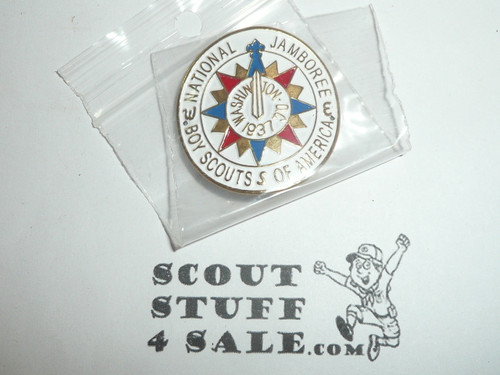 NATIONAL JAMBOREE
WASHINGTON-D.C.
1937
BOY SCOUTS OF AMERICA
SCOUT
STUFF
4 SALE.COM